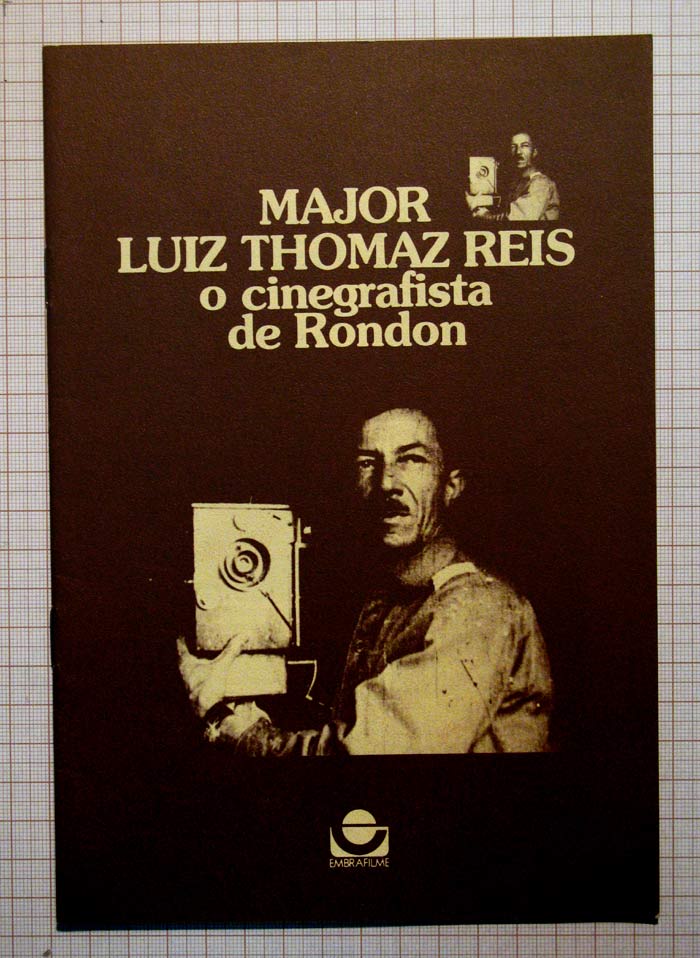 MAJOR
LUIZ THOMAZ REIS
o cinegrafista
de Rondon
EMBRAFILME